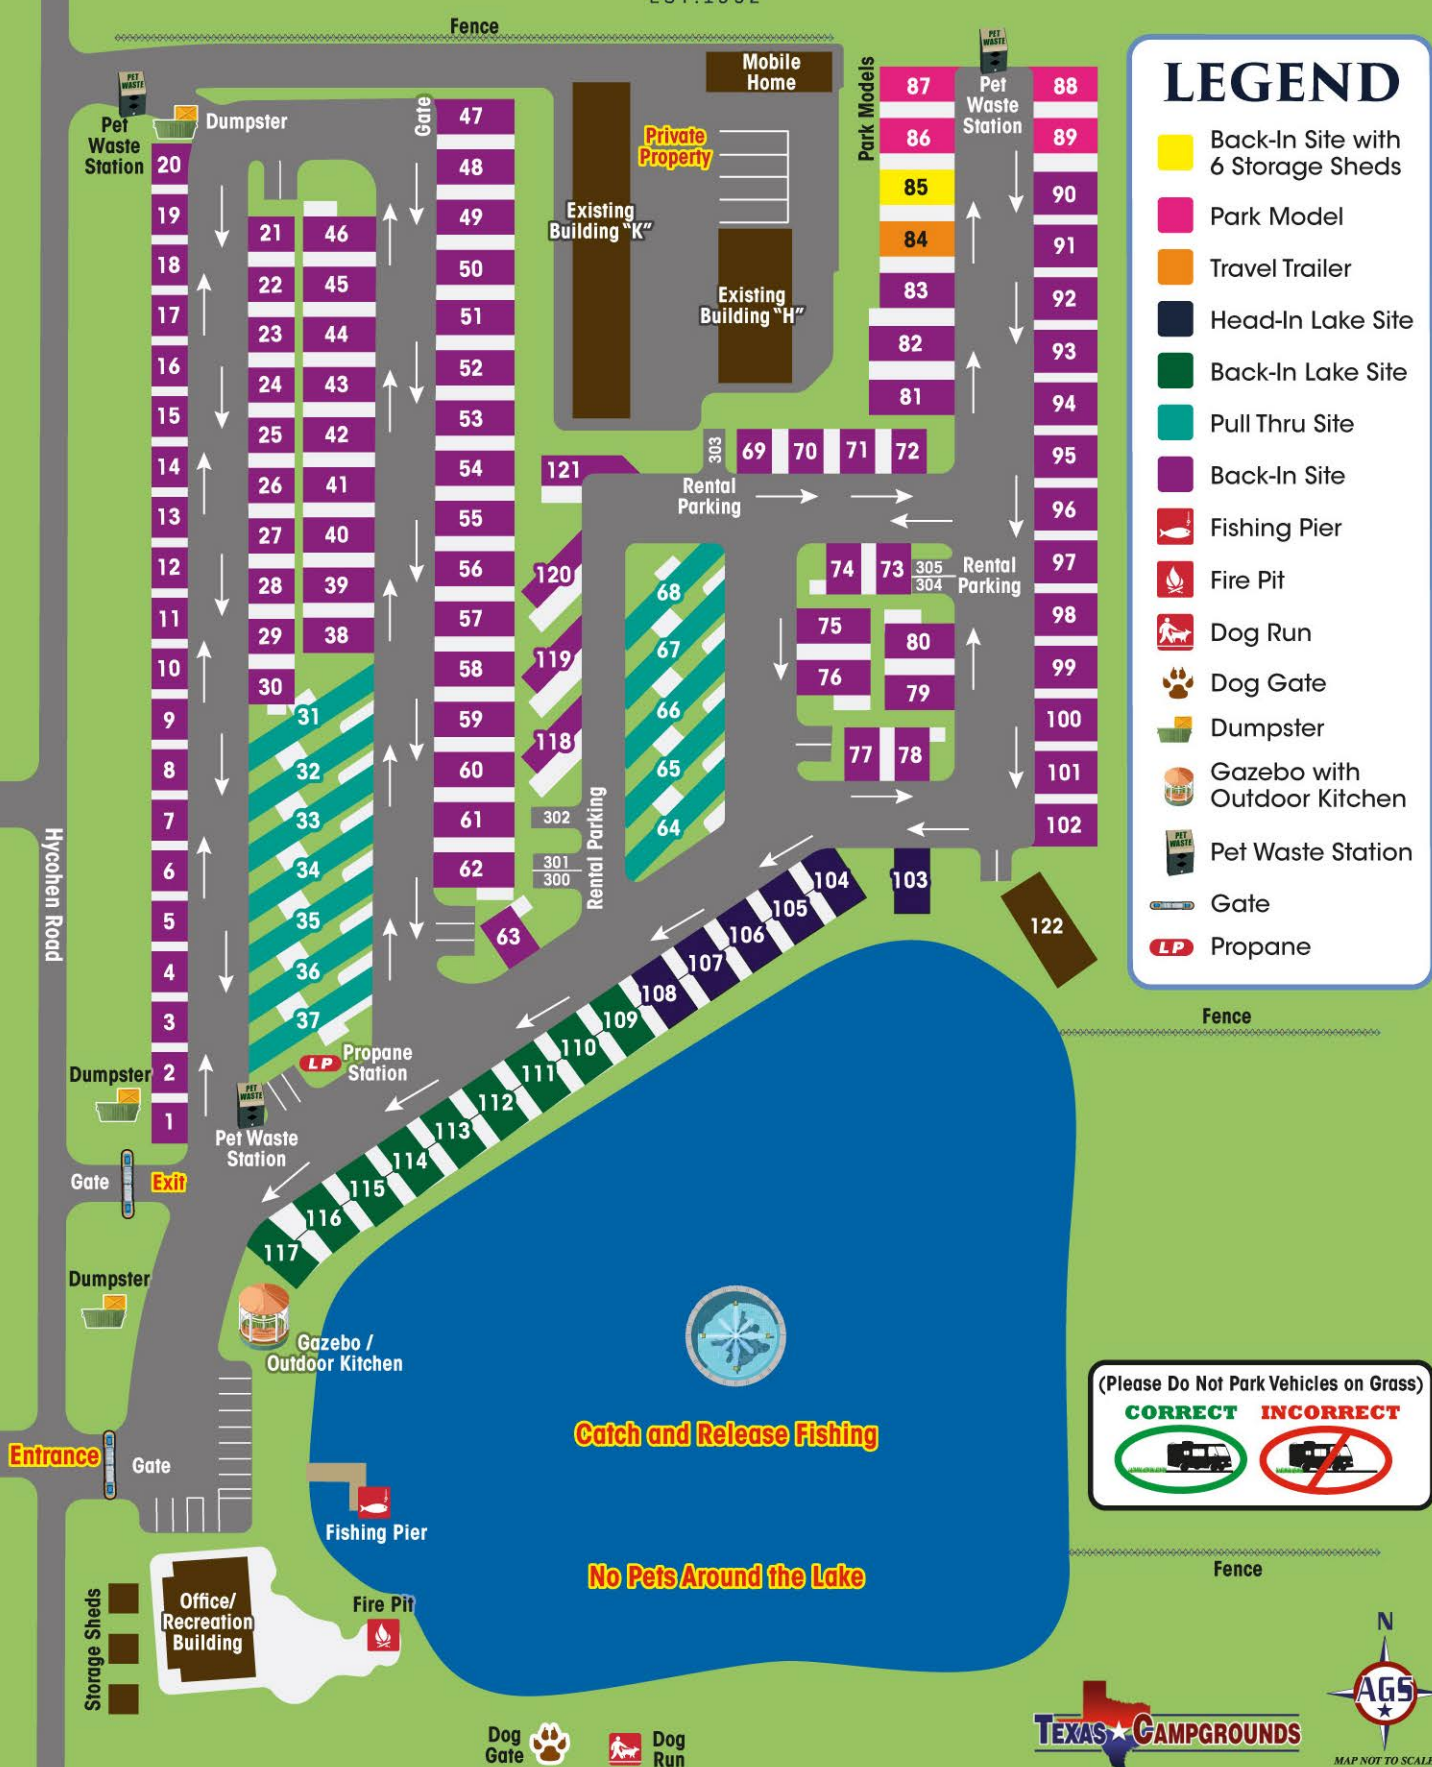 Fence
Mobile
Home
PET
WASTE
Pet
Waste
Station
Dumpster
Gate
Private
Property
Existing
Building "K"
Existing
Building "H"
Park Models
PET
WASTE
Pet
Waste
Station
87
88
86
89
85
90
84
91
83
92
82
93
81
94
95
96
97
98
99
100
101
102
20
19
18
17
16
15
14
13
12
11
10
9
8
7
6
5
4
3
2
1
21
22
23
24
25
26
27
28
29
30
46
45
44
43
42
41
40
39
38
31
32
33
34
35
36
37
47
48
49
50
51
52
53
54
55
56
57
58
59
60
61
62
63
121
120
119
118
302
301
300
Rental Parking
303
69
70
71
72
Rental
Parking
68
67
66
65
64
74
73
305
304
Rental
Parking
75
76
80
79
77
78
104
103
105
106
107
108
109
110
111
112
113
114
115
116
117
122
LP
Propane
Station
PET
WASTE
Pet Waste
Station
Hycohen Road
Dumpster
Gate
Exit
Dumpster
Gazebo /
Outdoor Kitchen
Entrance
Gate
Fishing Pier
Catch and Release Fishing
No Pets Around the Lake
Fire Pit
Office/
Recreation
Building
Storage Sheds
Dog
Gate
Dog
Run
Fence
Fence
LEGEND
Back-In Site with
6 Storage Sheds
Park Model
Travel Trailer
Head-In Lake Site
Back-In Lake Site
Pull Thru Site
Back-In Site
Fishing Pier
Fire Pit
Dog Run
Dog Gate
Dumpster
Gazebo with
Outdoor Kitchen
PET
WASTE
Pet Waste Station
Gate
LP
Propane
(Please Do Not Park Vehicles on Grass)
CORRECT INCORRECT
TEXAS CAMPGROUNDS
N
AGS
MAP NOT TO SCALE